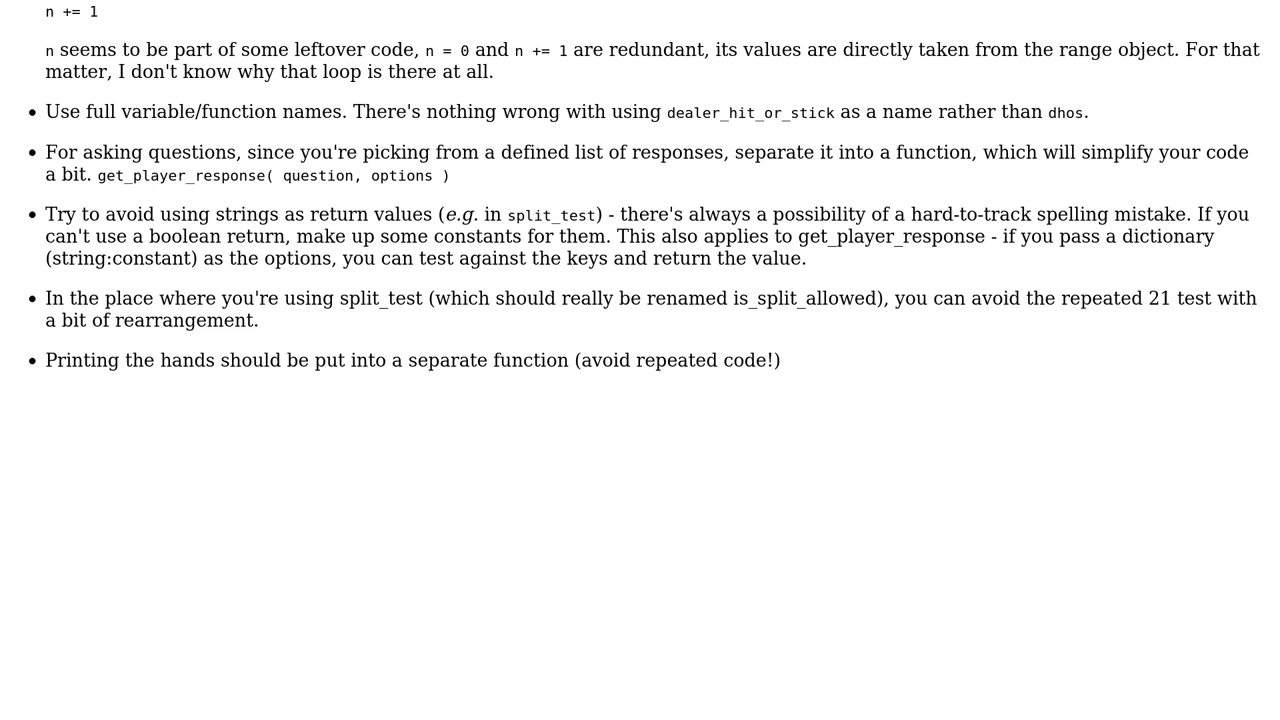 n += 1
n seems to be part of some leftover code, n = 0 and n += 1 are redundant, its values are directly taken from the range object. For that
matter, I don't know why that loop is there at all.
• Use full variable/function names. There's nothing wrong with using dealer_hit_or_stick as a name rather than dhos.
• For asking questions, since you're picking from a defined list of responses, separate it into a function, which will simplify your code
a bit. get_player_response( question, options )
• Try to avoid using strings as return values (e.g. in split_test) - there's always a possibility of a hard-to-track spelling mistake. If you
can't use a boolean return, make up some constants for them. This also applies to get_player_response - if you pass a dictionary
(string:constant) as the options, you can test against the keys and return the value.
• In the place where you're using split_test (which should really be renamed is_split_allowed), you can avoid the repeated 21 test with
a bit of rearrangement.
• Printing the hands should be put into a separate function (avoid repeated code!)